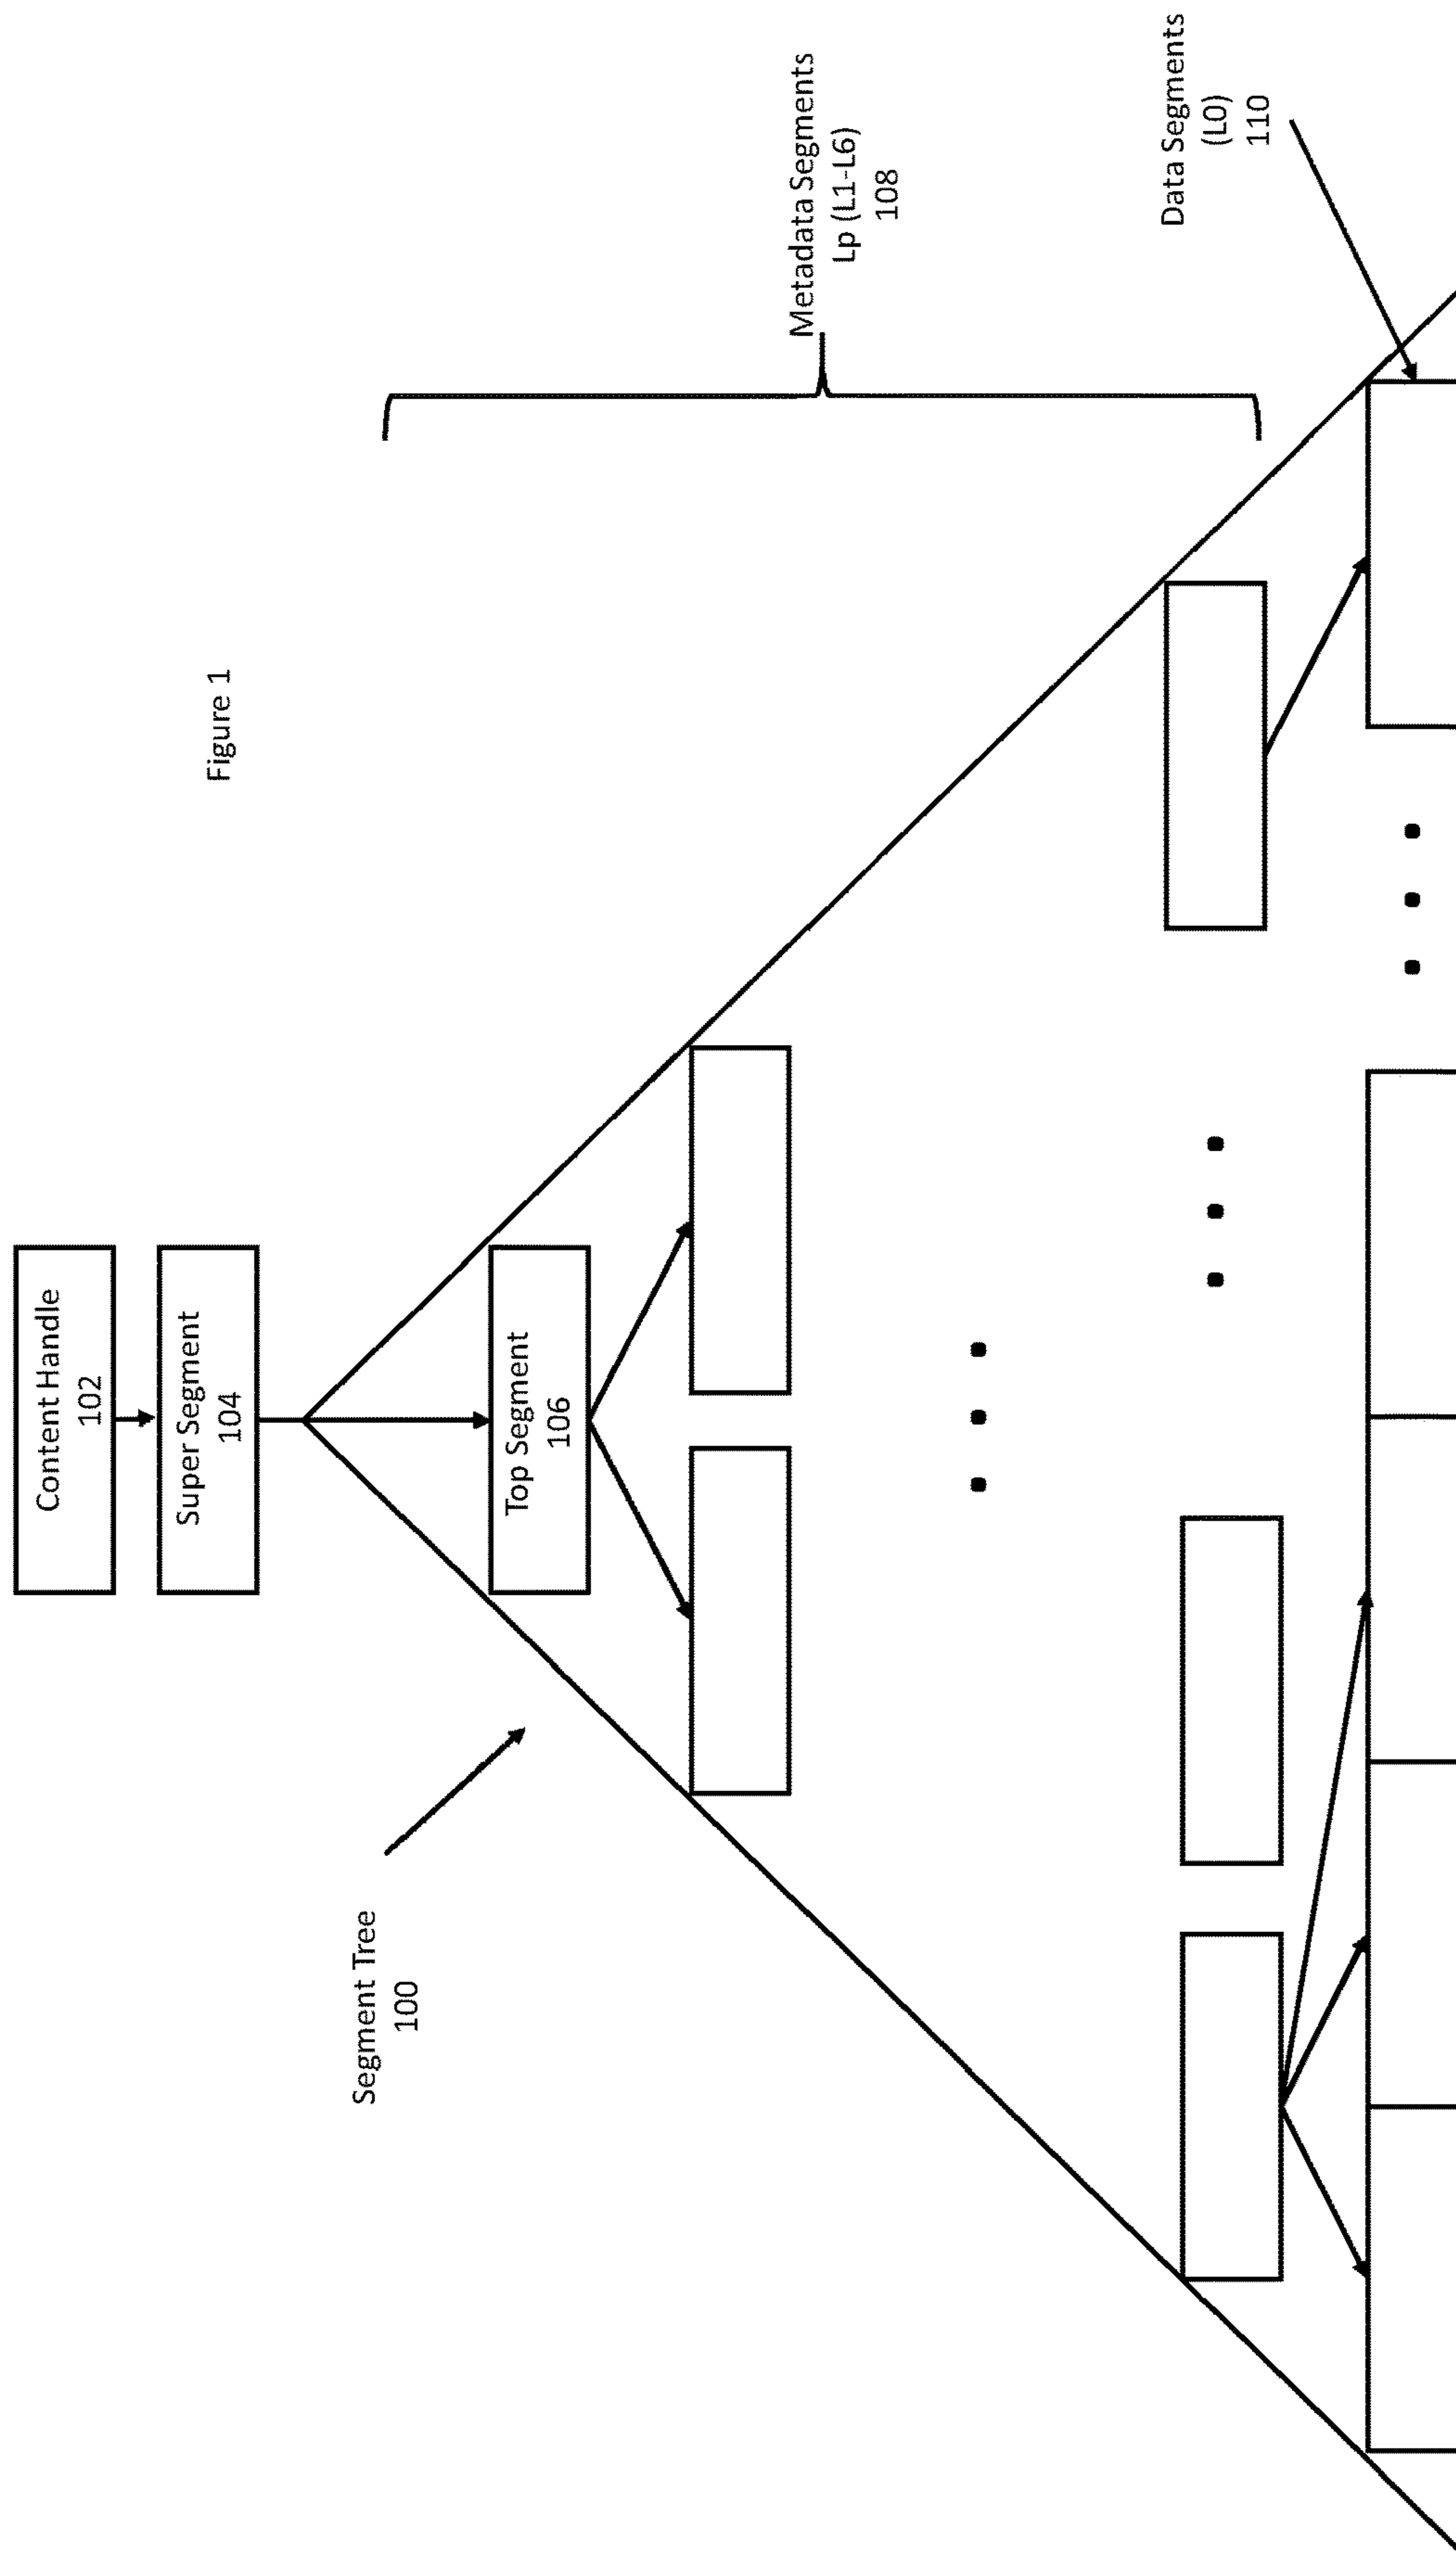 Figure 1
Content Handle
102
Super Segment
104
Segment Tree
100
Top Segment
106
Metadata Segments
Lp (L1-L6)
108
Data Segments
(L0)
110